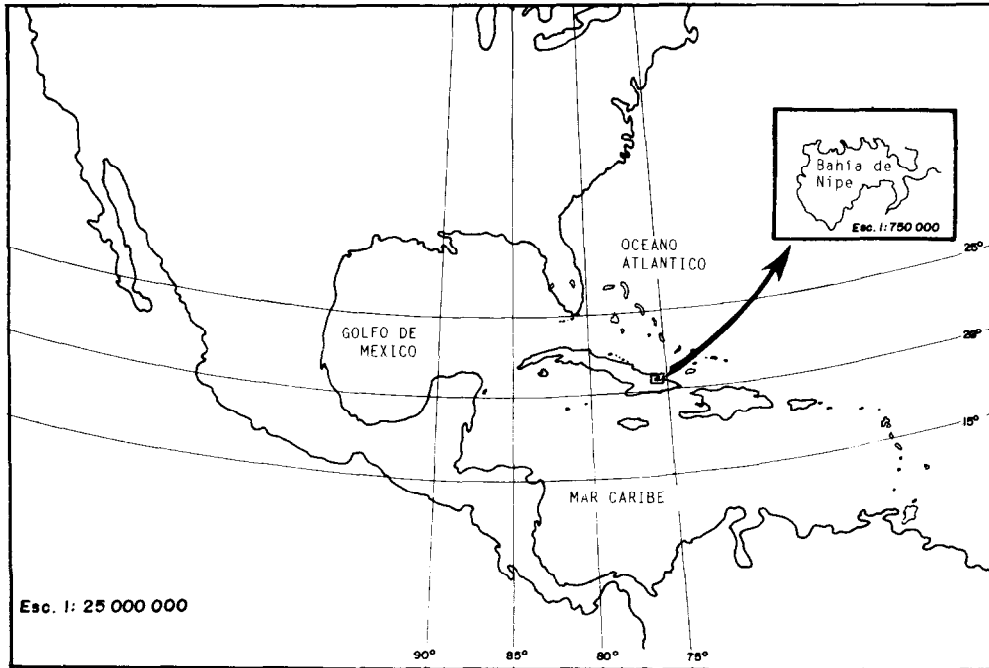 Bahía de
Nipe
Esc. 1: 750 000
OCEANO
ATLANTICO
25°
GOLFO DE
MEXICO
20°
15°
MAR CARIBE
Esc. 1: 25 000 000
90° 85° 80° 75°